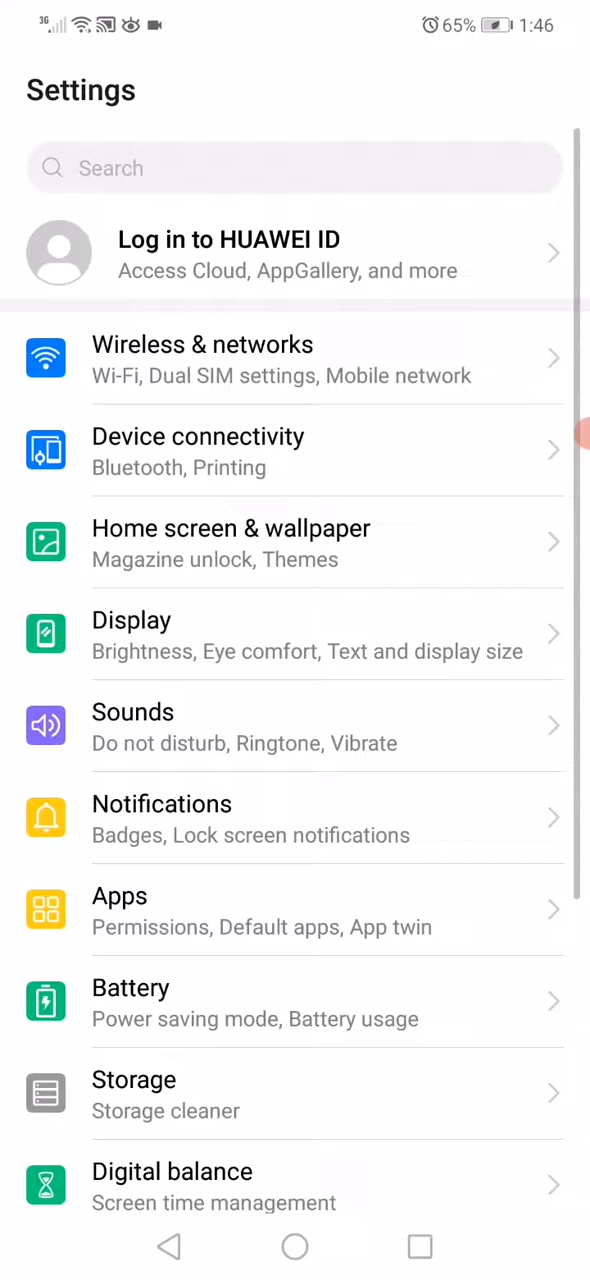 3G 65% 1:46
Settings
Search
Log in to HUAWEI ID
Access Cloud, AppGallery, and more
Wireless & networks
Wi-Fi, Dual SIM settings, Mobile network
Device connectivity
Bluetooth, Printing
Home screen & wallpaper
Magazine unlock, Themes
Display
Brightness, Eye comfort, Text and display size
Sounds
Do not disturb, Ringtone, Vibrate
Notifications
Badges, Lock screen notifications
Apps
Permissions, Default apps, App twin
Battery
Power saving mode, Battery usage
Storage
Storage cleaner
Digital balance
Screen time management